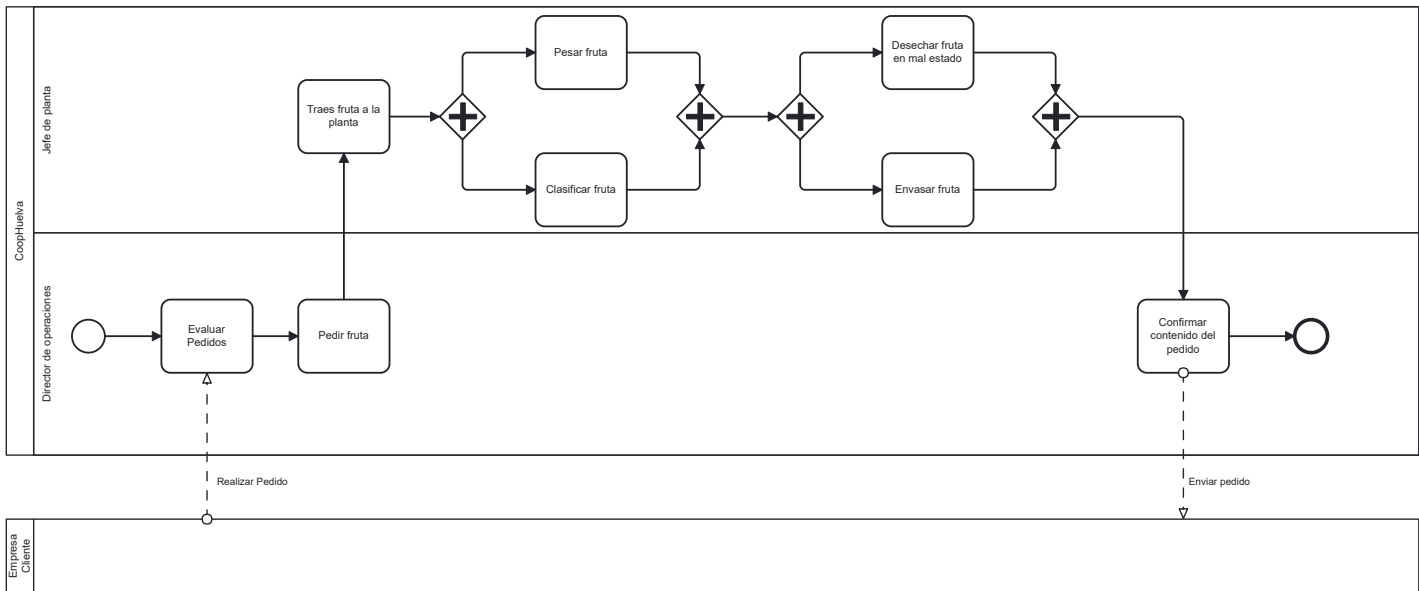 CoopHuelva
Jefe de planta
Traes fruta a la
planta
Pesar fruta
Clasificar fruta
Desechar fruta
en mal estado
Envasar fruta
Director de operaciones
Evaluar
Pedidos
Pedir fruta
Confirmar
contenido del
pedido
Realizar Pedido
Enviar pedido
Empresa
Cliente